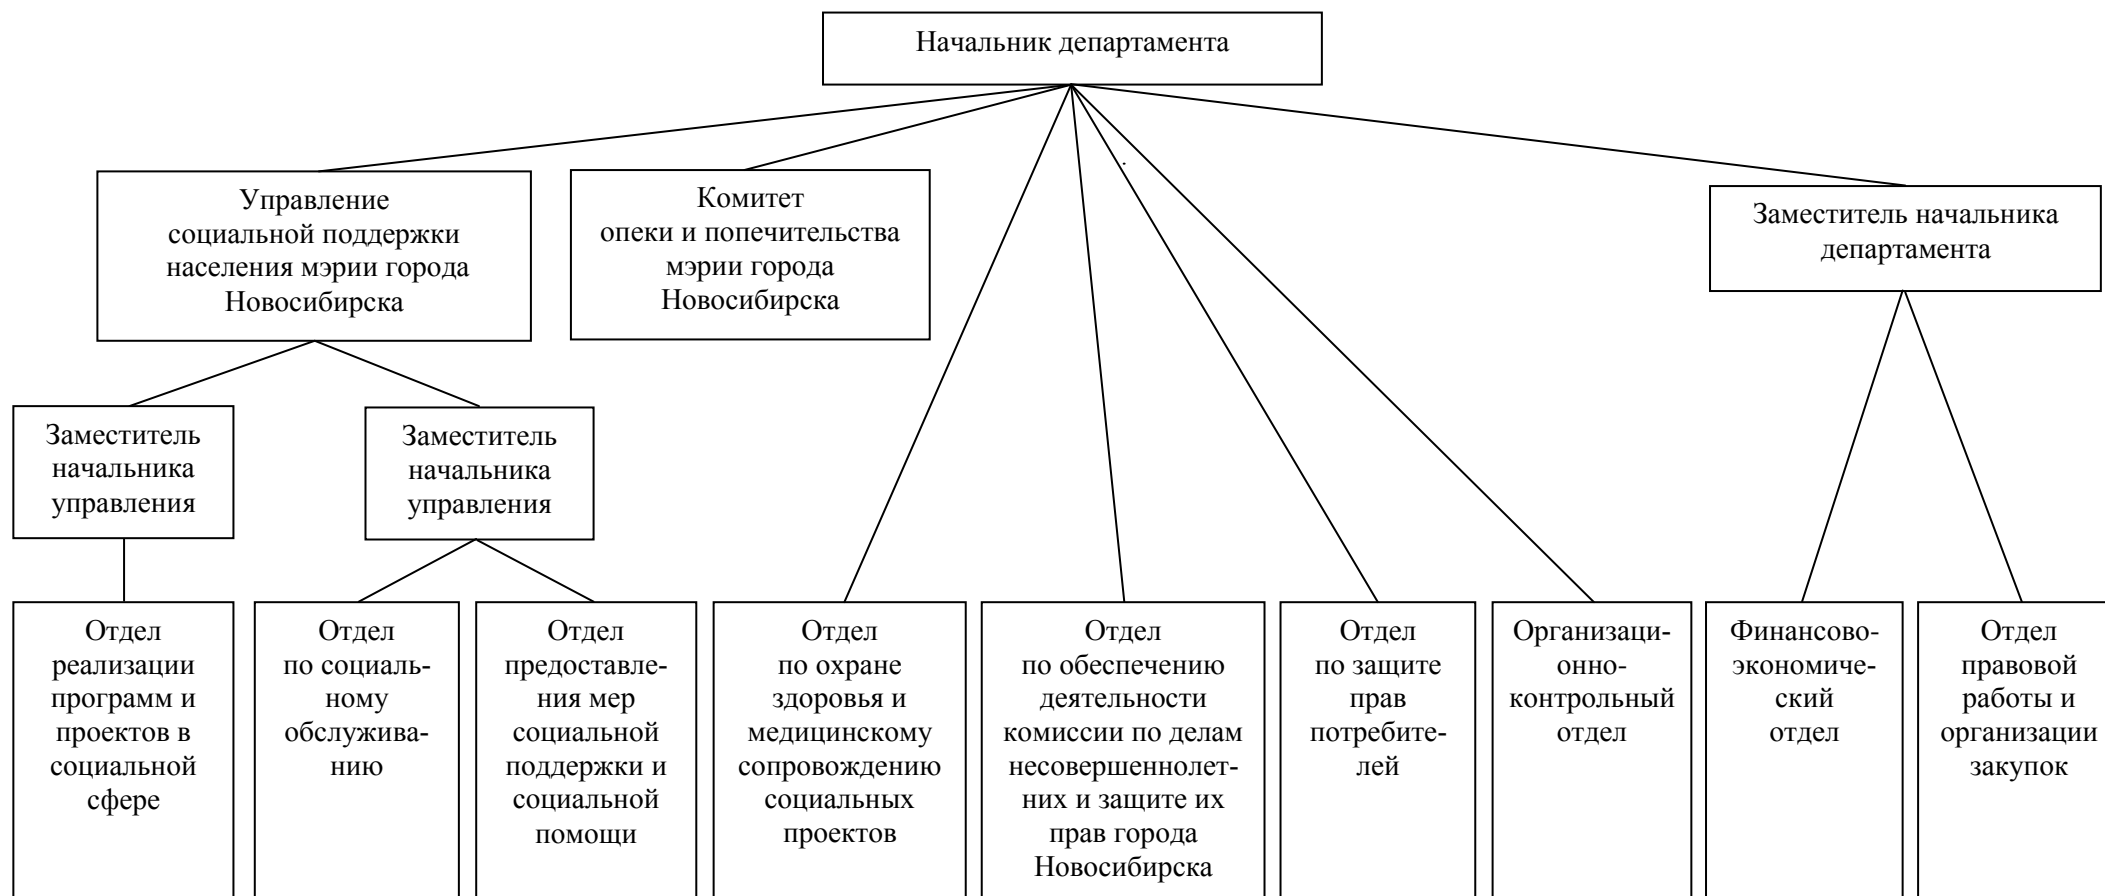 Начальник департамента
Управление
социальной поддержки
населения мэрии города
Новосибирска
Комитет
опеки и попечительства
мэрии города
Новосибирска
Заместитель начальника
департамента
Заместитель
начальника
управления
Заместитель
начальника
управления
Отдел
реализации
программ и
проектов в
социальной
сфере
Отдел
по социаль-
ному
обслужива-
нию
Отдел
предоставле-
ния мер
социальной
поддержки и
социальной
помощи
Отдел
по охране
здоровья и
медицинскому
сопровождению
социальных
проектов
Отдел
по обеспечению
деятельности
комиссии по делам
несовершеннолет-
них и защите их
прав города
Новосибирска
Отдел
по защите
прав
потребите-
лей
Организаци-
онно-
контрольный
отдел
Финансово-
экономиче-
ский
отдел
Отдел
правовой
работы и
организации
закупок